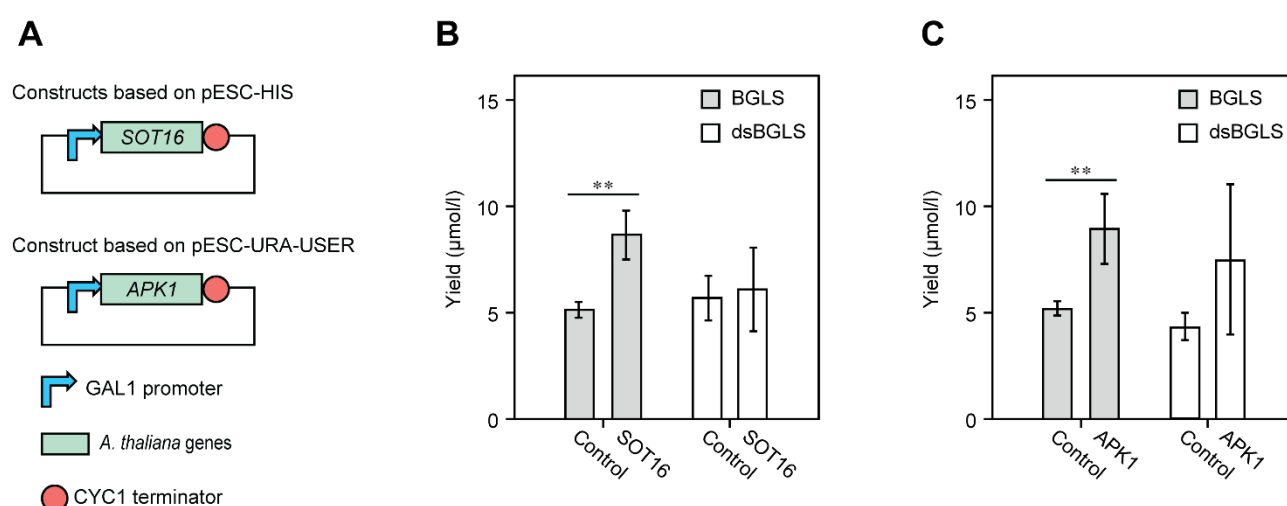 A
Constructs based on pESC-HIS
SOT16
Construct based on pESC-URA-USER
APK1
GAL1 promoter
A. thaliana genes
CYC1 terminator
B
Yield (µmol/l)
15
10
5
0
BGLS
dsBGLS
**
Control
SOT16
Control
SOT16
C
Yield (µmol/l)
15
10
5
0
BGLS
dsBGLS
**
Control
APK1
Control
APK1